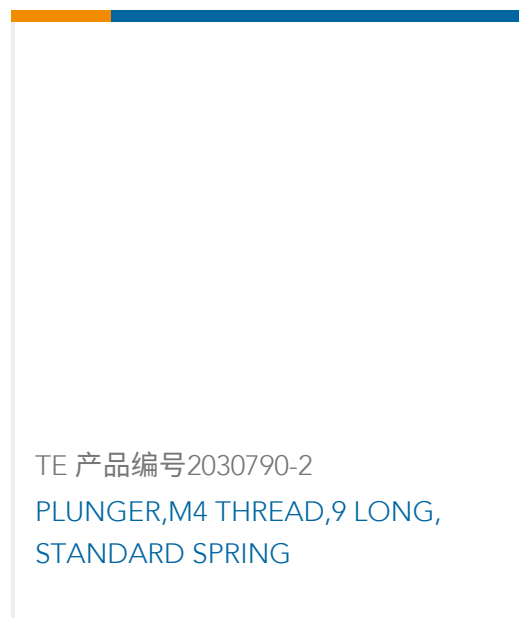 TE 产品编号2030790-2
PLUNGER,M4 THREAD,9 LONG,
STANDARD SPRING